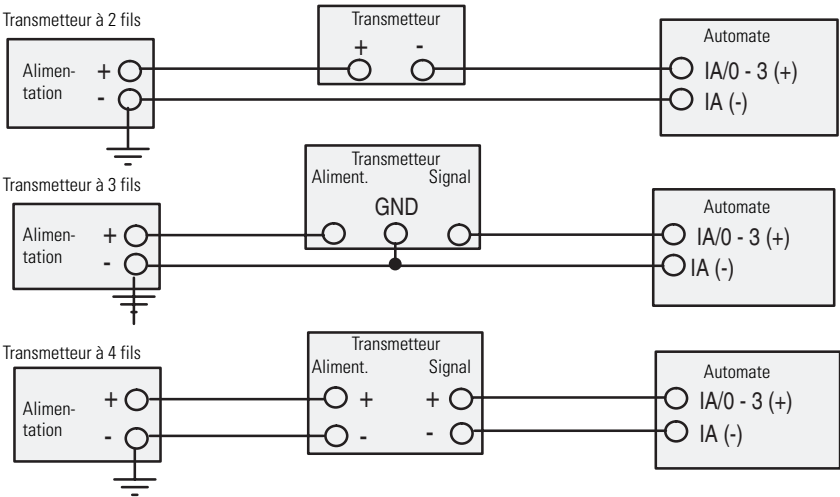 Transmetteur à 2 fils
Alimen-
tation
+
-
Transmetteur
+ -
Automate
IA/0 - 3 (+)
IA (-)
Transmetteur à 3 fils
Alimen-
tation
+
-
Transmetteur
Aliment. Signal
GND
Automate
IA/0 - 3 (+)
IA (-)
Transmetteur à 4 fils
Alimen-
tation
+
-
Transmetteur
Aliment. Signal
+ +
- -
Automate
IA/0 - 3 (+)
IA (-)